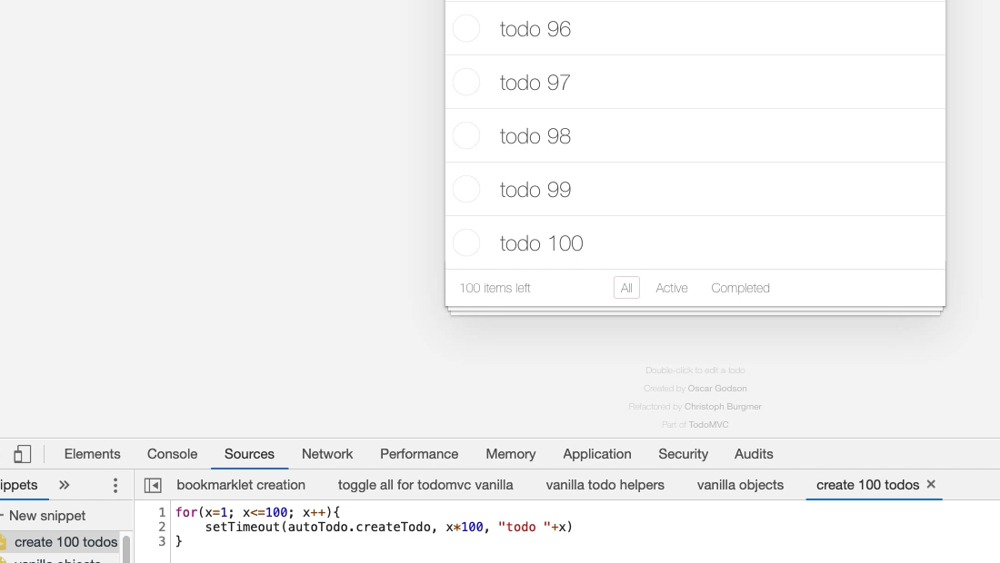 todo 96
todo 97
todo 98
todo 99
todo 100
100 items left All Active Completed
Double-click to edit a todo
Created by Oscar Godson
Refactored by Christoph Burgmer
Part of TodoMVC
Elements Console Sources Network Performance Memory Application Security Audits
ippets » bookmarklet creation toggle all for todomvc vanilla vanilla todo helpers vanilla objects create 100 todos ×
New snippet
create 100 todos
vanilla objects
1 for(x=1; x<=100; x++){
2 setTimeout(autoTodo.createTodo, x*100, "todo "+x)
3 }